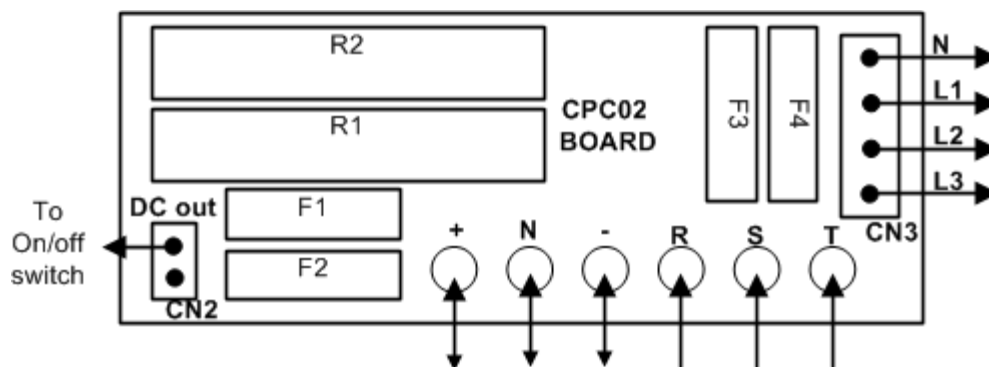 R2
N
L1
R1
F3
F4
CPC02
BOARD
L2
L3
To
On/off
switch
DC out
F1
CN3
F2
CN2
+
N
-
R
S
T